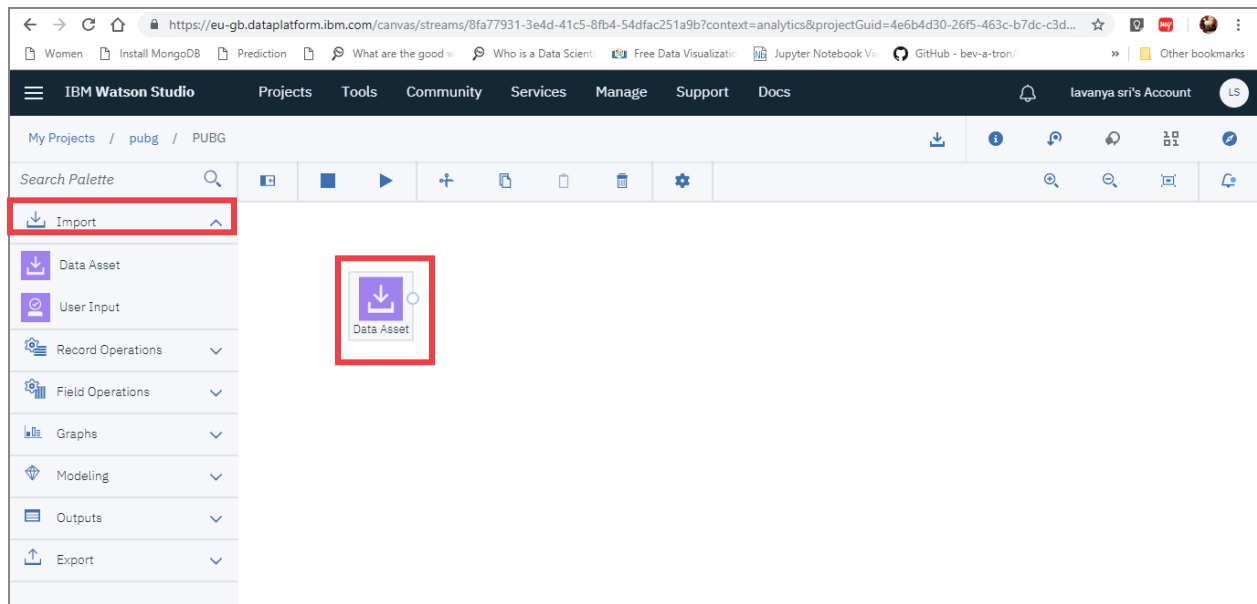 https://eu-gb.dataplatform.ibm.com/canvas/streams/8fa77931-3e4d-41c5-8fb4-54dfac251a9b?context=analytics&projectGuid=4e6b4d30-26f5-463c-b7dc-c3d...
Women Install MongoDB Prediction What are the good w Who is a Data Scient Free Data Visualizatio Jupyter Notebook Vie GitHub - bev-a-tron/ » Other bookmarks
IBM Watson Studio Projects Tools Community Services Manage Support Docs lavanya sri's Account LS
My Projects / pubg / PUBG
Search Palette
Import
Data Asset
User Input
Data Asset
Record Operations
Field Operations
Graphs
Modeling
Outputs
Export